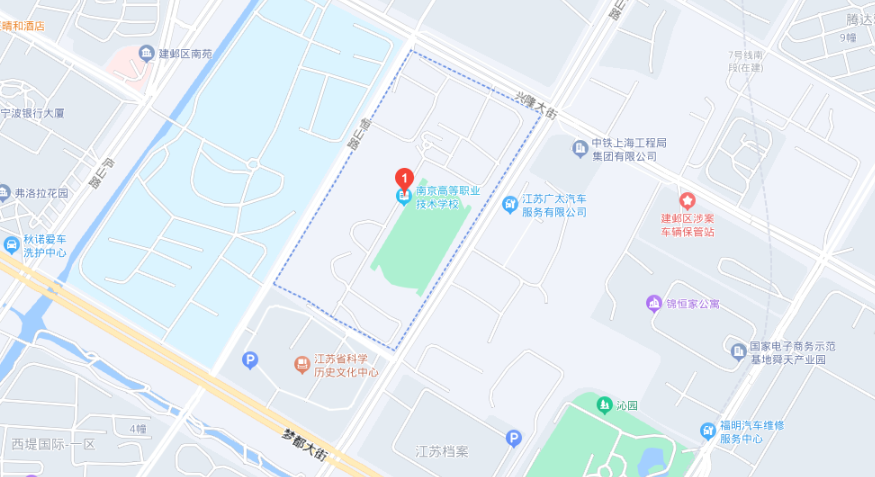 晴和酒店
建邺区南苑
宁波银行大厦
庐山路
弗洛拉花园
秋诺爱车
洗护中心
恒山路
兴隆大街
山路
腾达
9幢
7号线南
段(在建)
中铁上海工程局
集团有限公司
1
南京高等职业
技术学校
江苏广太汽车
服务有限公司
建邺区涉案
车辆保管站
锦恒家公寓
国家电子商务示范
基地舜天产业园
P
江苏省科学
历史文化中心
沁园
福明汽车维修
服务中心
4幢
西堤国际-一区
梦都大街
江苏档案
P